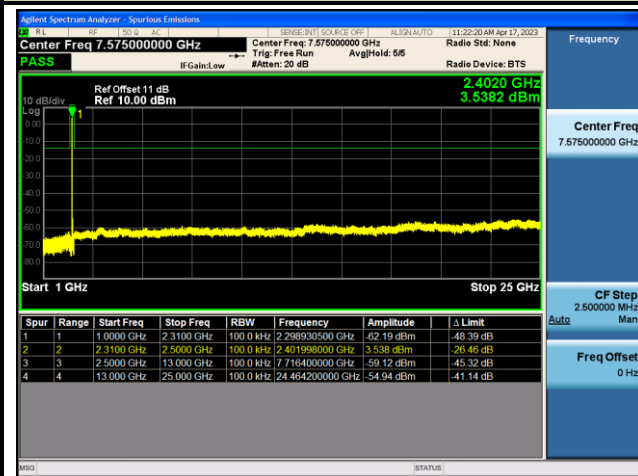 Agilent Spectrum Analyzer - Spurious Emissions
RL RF 50 Ω AC SENSE:INT SOURCE OFF ALIGN AUTO 11:22:20 AM Apr 17, 2023
Center Freq 7.575000000 GHz Center Freq: 7.575000000 GHz Radio Std: None
Trig: Free Run Avg|Hold: 5/5
PASS IFGain:Low #Atten: 20 dB Radio Device: BTS
Ref Offset 11 dB 2.4020 GHz
10 dB/div Ref 10.00 dBm 3.5382 dBm
Log
1
0.00
-10.0
-20.0
-30.0
-40.0
-50.0
-60.0
-70.0
-80.0
Start 1 GHz Stop 25 GHz
Spur Range Start Freq Stop Freq RBW Frequency Amplitude Δ Limit
1 1 1.0000 GHz 2.3100 GHz 100.0 kHz 2.298930500 GHz -62.19 dBm -48.39 dB
2 2 2.3100 GHz 2.5000 GHz 100.0 kHz 2.401998000 GHz 3.538 dBm -26.46 dB
3 3 2.5000 GHz 13.000 GHz 100.0 kHz 7.716400000 GHz -59.12 dBm -45.32 dB
4 4 13.000 GHz 25.000 GHz 100.0 kHz 24.464200000 GHz -54.94 dBm -41.14 dB
MSG STATUS
Frequency
Center Freq
7.575000000 GHz
CF Step
2.500000 MHz
Auto Man
Freq Offset
0 Hz